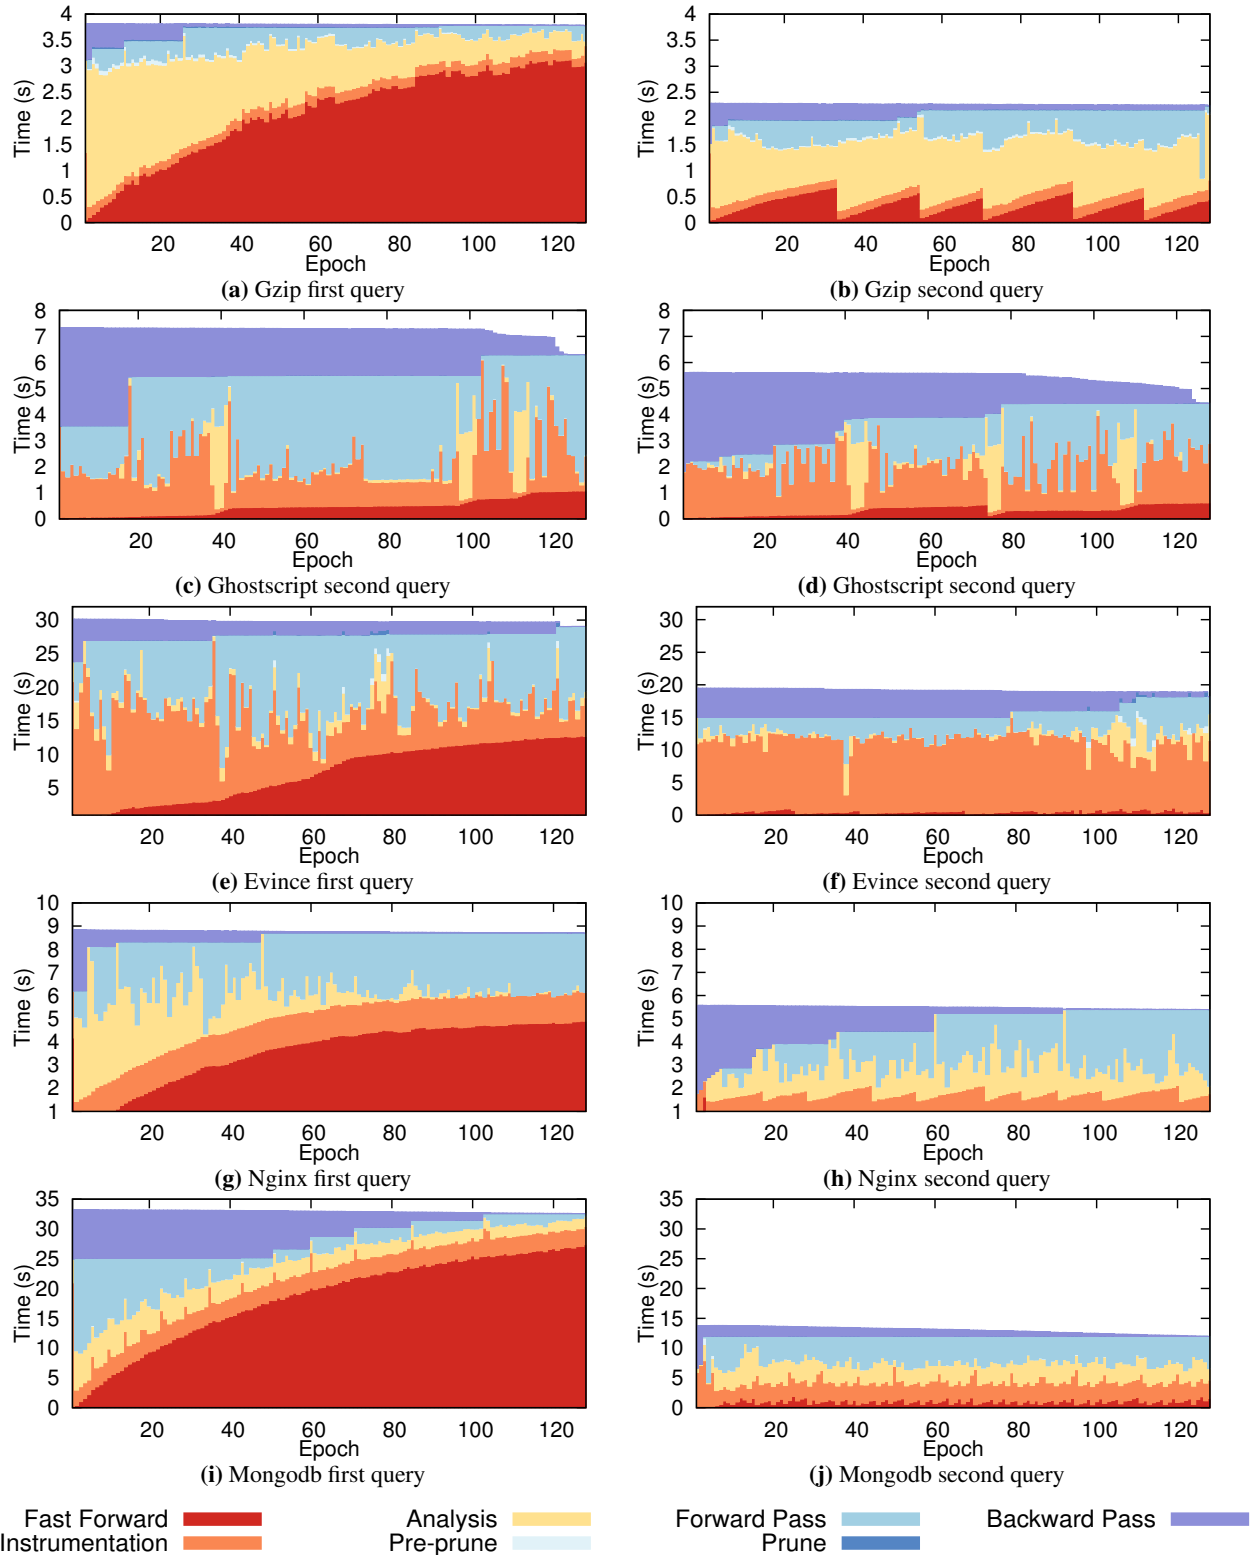 4
3.5
3
2.5
2
1.5
1
0.5
0
Time (s)
20 40 60 80 100 120
Epoch
(a) Gzip first query
4
3.5
3
2.5
2
1.5
1
0.5
0
Time (s)
20 40 60 80 100 120
Epoch
(b) Gzip second query
8
7
6
5
4
3
2
1
0
Time (s)
20 40 60 80 100 120
Epoch
(c) Ghostscript second query
8
7
6
5
4
3
2
1
0
Time (s)
20 40 60 80 100 120
Epoch
(d) Ghostscript second query
30
25
20
15
10
5
Time (s)
20 40 60 80 100 120
Epoch
(e) Evince first query
30
25
20
15
10
5
0
Time (s)
20 40 60 80 100 120
Epoch
(f) Evince second query
10
9
8
7
6
5
4
3
2
1
Time (s)
20 40 60 80 100 120
Epoch
(g) Nginx first query
10
9
8
7
6
5
4
3
2
1
Time (s)
20 40 60 80 100 120
Epoch
(h) Nginx second query
35
30
25
20
15
10
5
0
Time (s)
20 40 60 80 100 120
Epoch
(i) Mongodb first query
35
30
25
20
15
10
5
0
Time (s)
20 40 60 80 100 120
Epoch
(j) Mongodb second query
Fast Forward Analysis Forward Pass Backward Pass
Instrumentation Pre-prune Prune